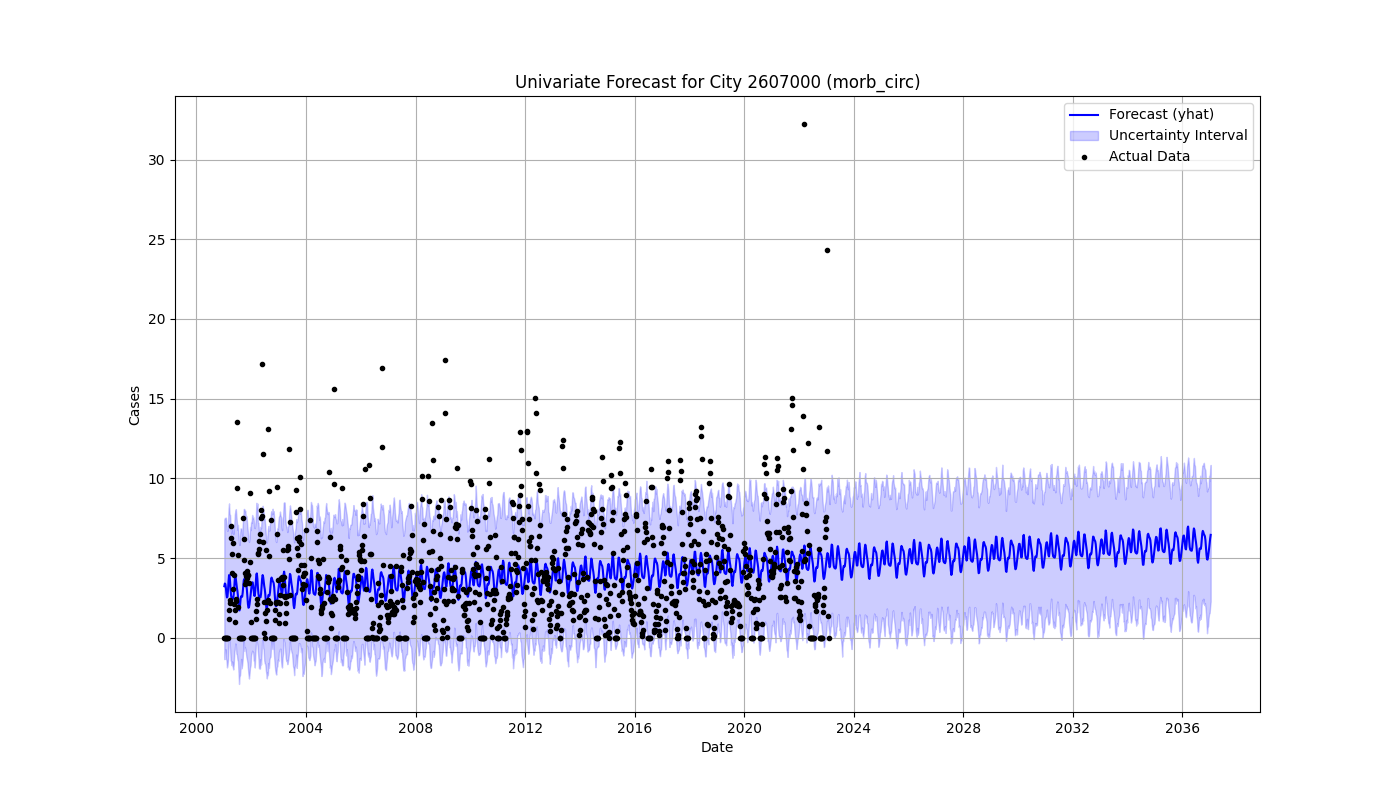 Univariate Forecast for City 2607000 (morb_circ)
Forecast (yhat)
Uncertainty Interval
Actual Data
Cases
30
25
20
15
10
5
0
2000 2004 2008 2012 2016 2020 2024 2028 2032 2036
Date